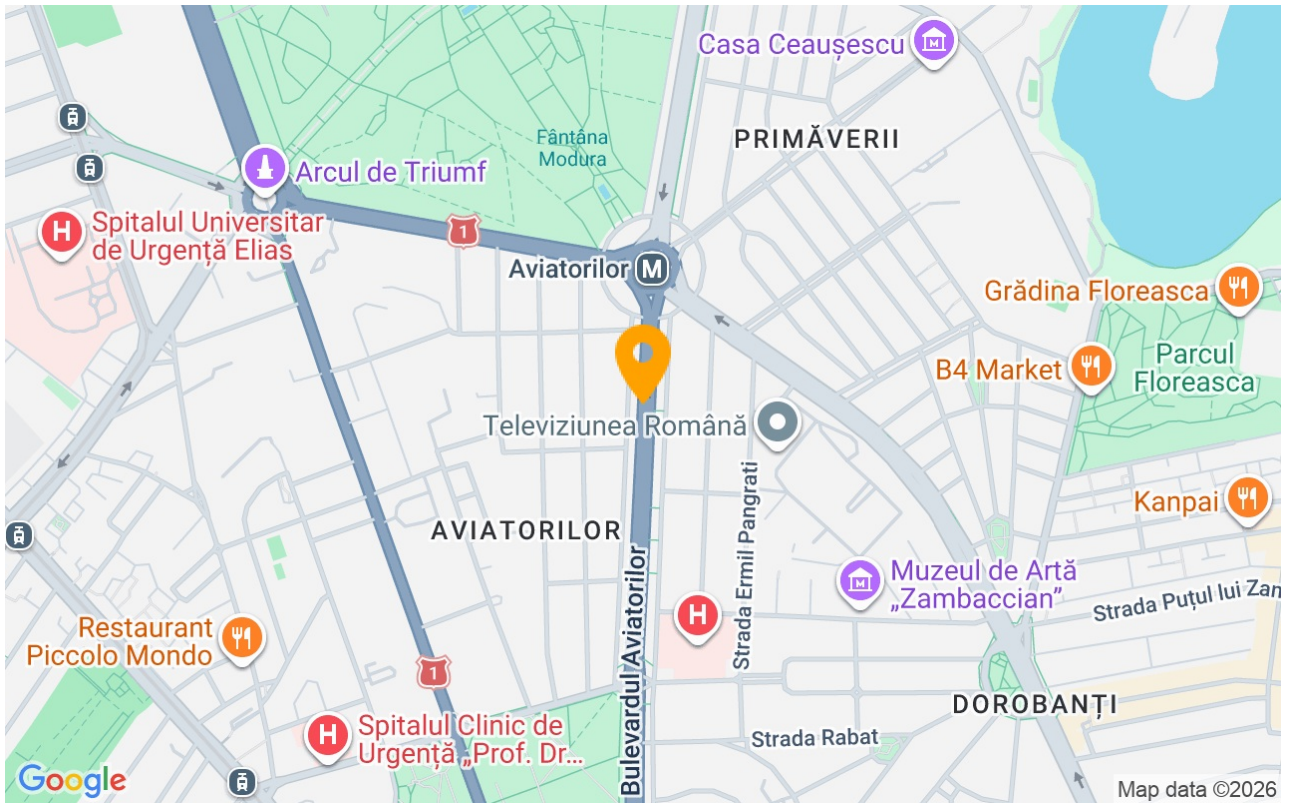 Casa Ceaușescu
PRIMĂVERII
Fântâna
Modura
Arcul de Triumf
H
Spitalul Universitar
de Urgență Elias
1
Aviatorilor
M
Grădina Floreasca
B4 Market
Parcul
Floreasca
Televiziunea Română
Strada Ermil Pangrati
Kanpai
AVIATORILOR
Bulevardul Aviatorilor
Muzeul de Artă
„Zambaccian”
Strada Puțul lui Zan
H
Restaurant
Piccolo Mondo
1
DOROBANȚI
H
Spitalul Clinic de
Urgență „Prof. Dr...
Strada Rabat
Google
Map data ©2026